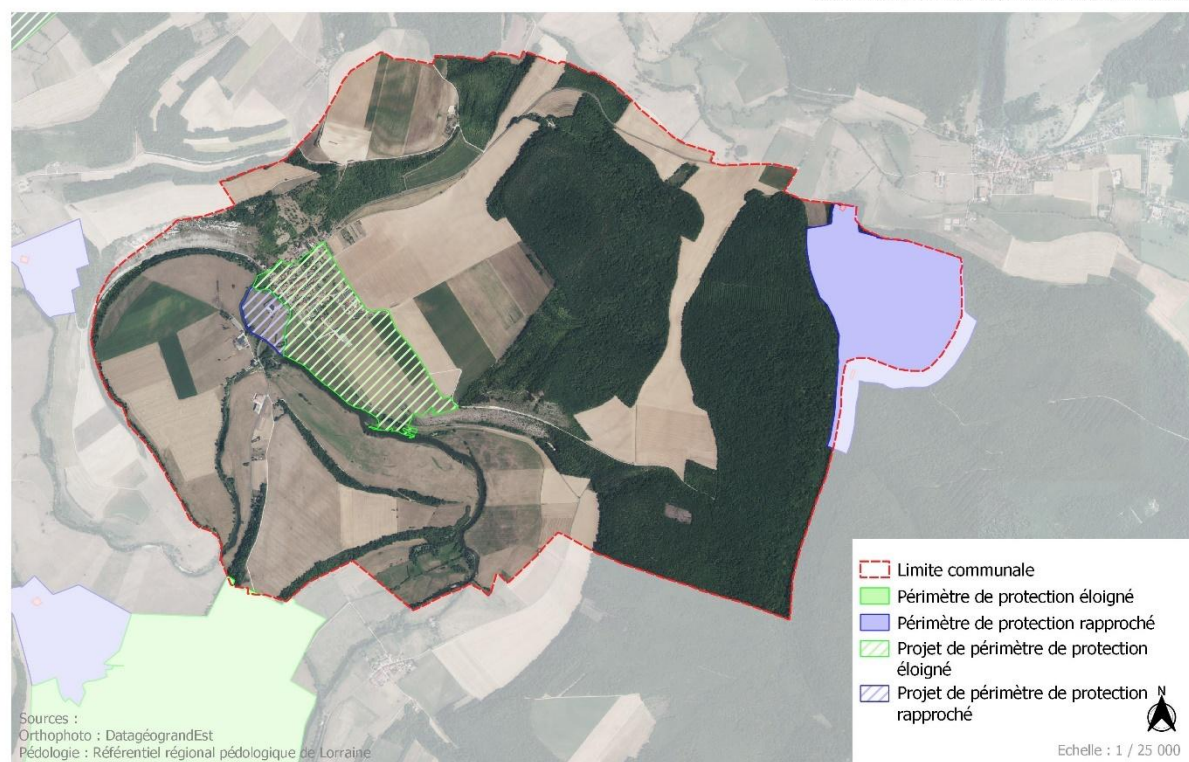 Limite communale
Périmètre de protection éloigné
Périmètre de protection rapproché
Projet de périmètre de protection
éloigné
Projet de périmètre de protection
rapproché
N
Sources :
Orthophoto : DatagéograndEst
Pédologie : Référentiel régional pédologique de Lorraine
Echelle : 1 / 25 000